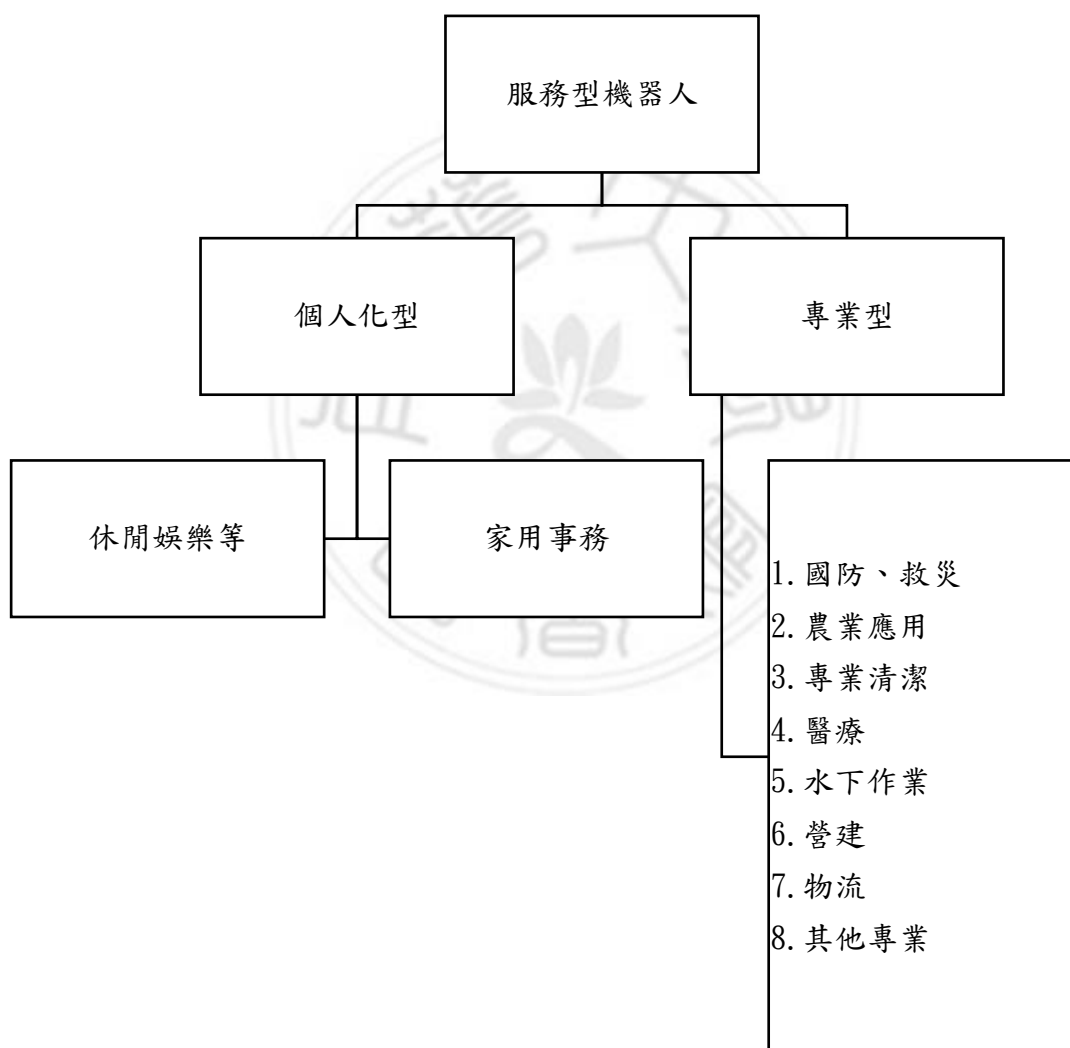 服務型機器人
個人化型
專業型
休閒娛樂等
家用事務
1. 國防、救災
2. 農業應用
3. 專業清潔
4. 醫療
5. 水下作業
6. 營建
7. 物流
8. 其他專業